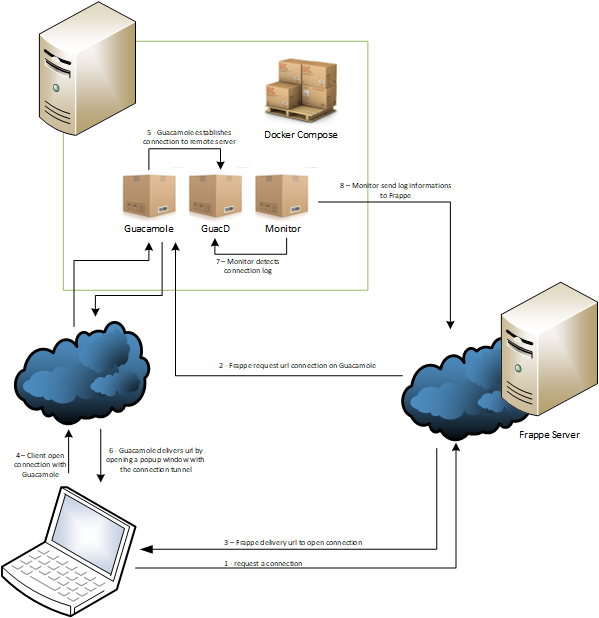 Docker Compose
5 - Guacamole establishes
connection to remote server
8 – Monitor send log informations
to Frappe
Guacamole
GuacD
Monitor
7 – Monitor detects
connection log
2 - Frappe request url connection on Guacamole
Frappe Server
4 – Client open
connection with
Guacamole
6 - Guacamole delivers url by
opening a popup window with
the connection tunnel
3 – Frappe delivery url to open connection
1 - request a connection